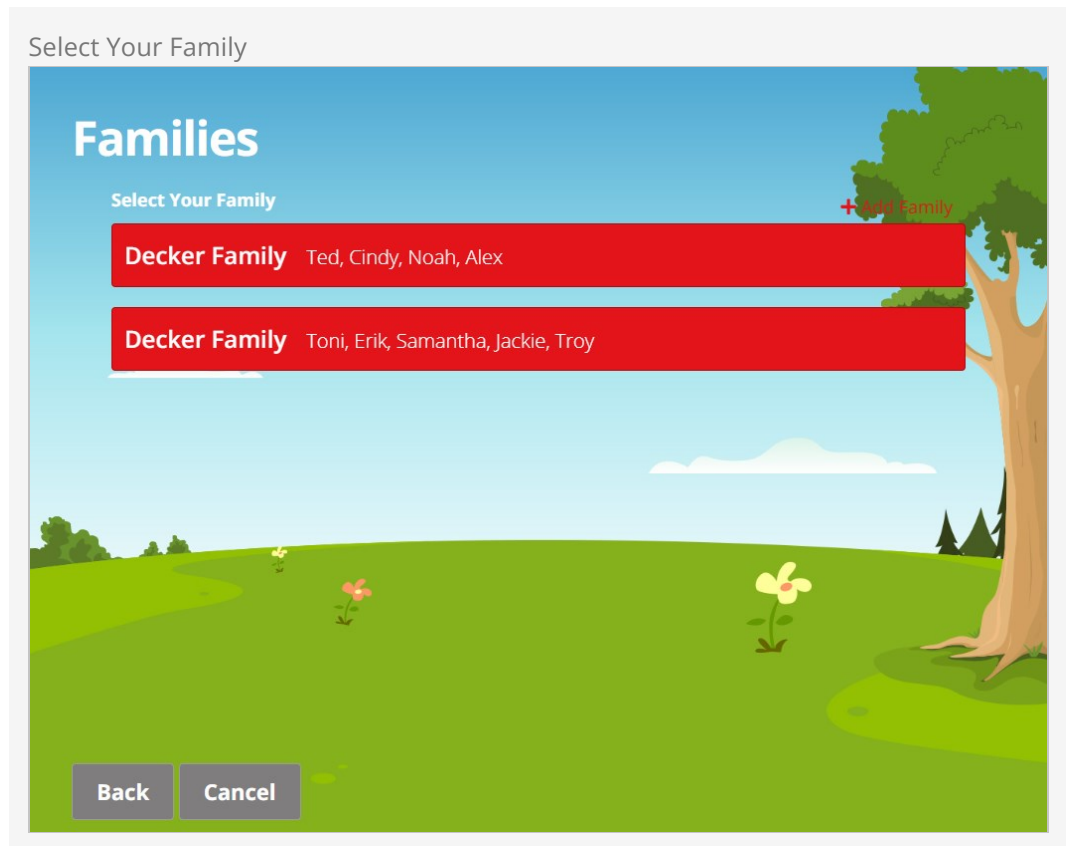 Select Your Family
Families
Select Your Family
+ Add Family
Decker Family Ted, Cindy, Noah, Alex
Decker Family Toni, Erik, Samantha, Jackie, Troy
Back Cancel